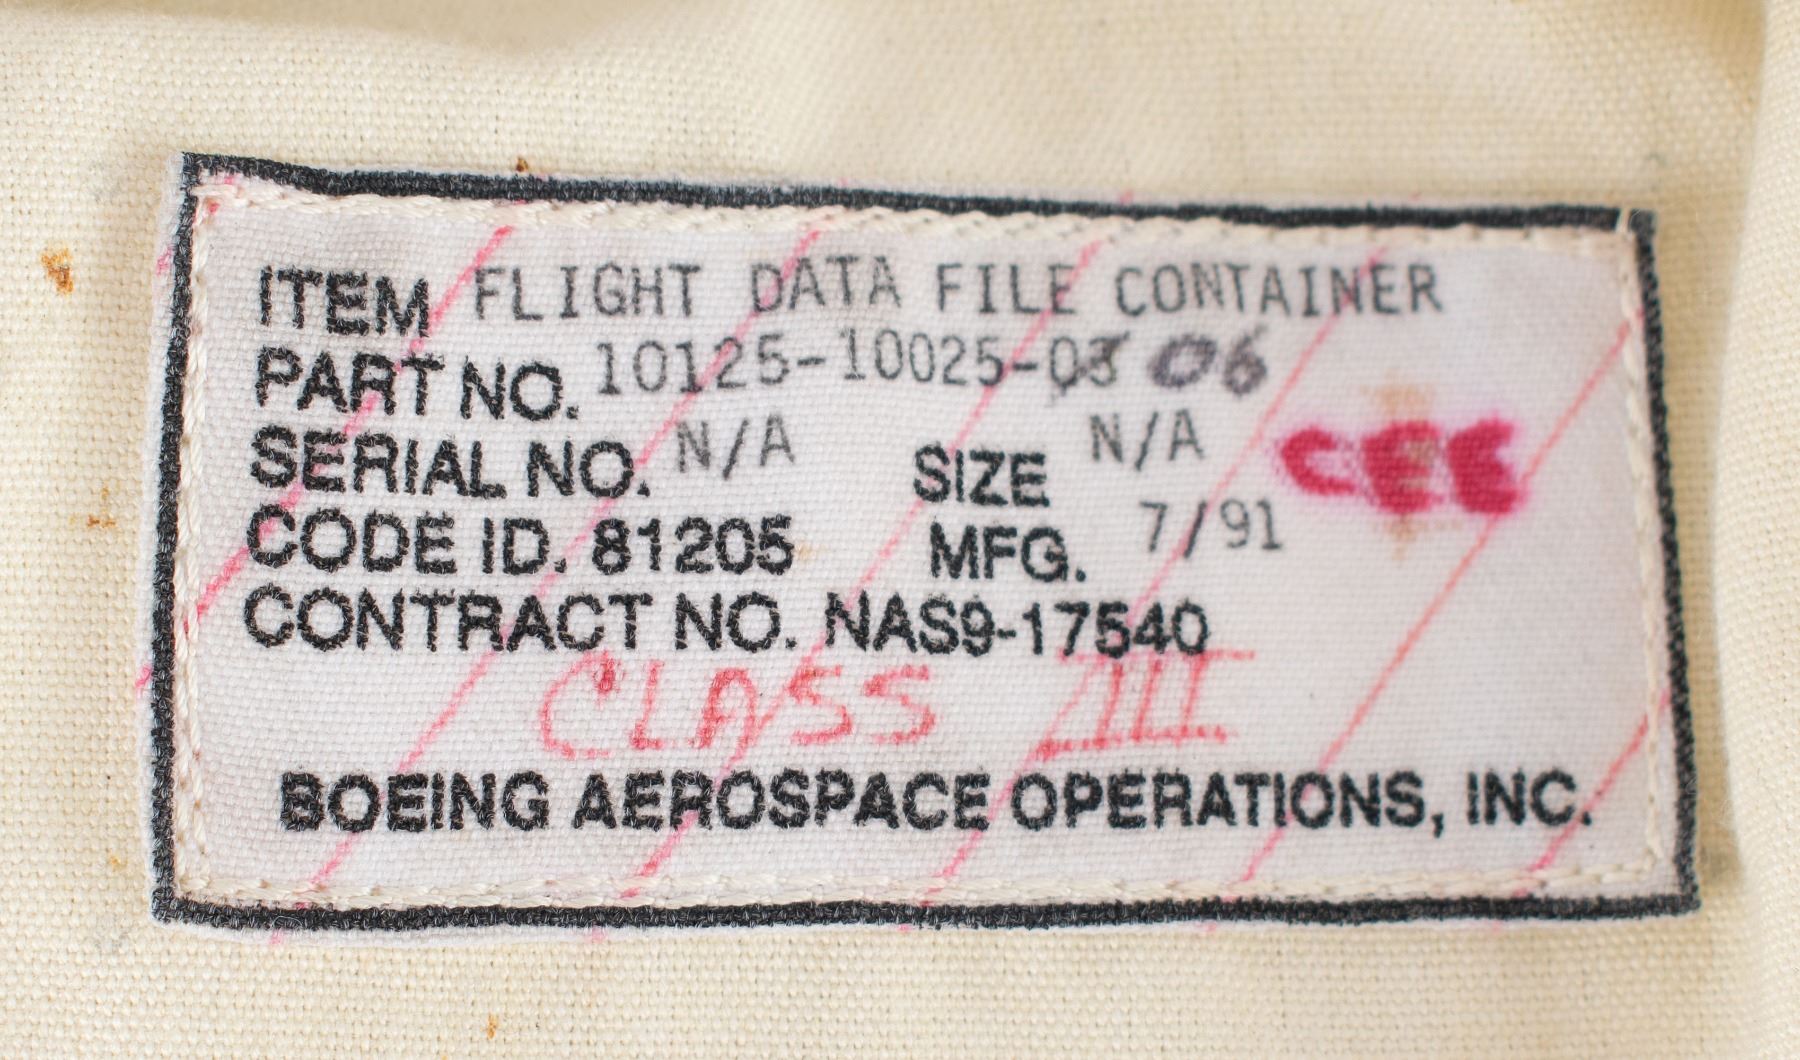 ITEM FLIGHT DATA FILE CONTAINER
PART NO. 10125-10025-03 06
SERIAL NO. N/A SIZE N/A
CEE
CODE ID. 81205 MFG. 7/91
CONTRACT NO. NAS9-17540
CLASS III
BOEING AEROSPACE OPERATIONS, INC.